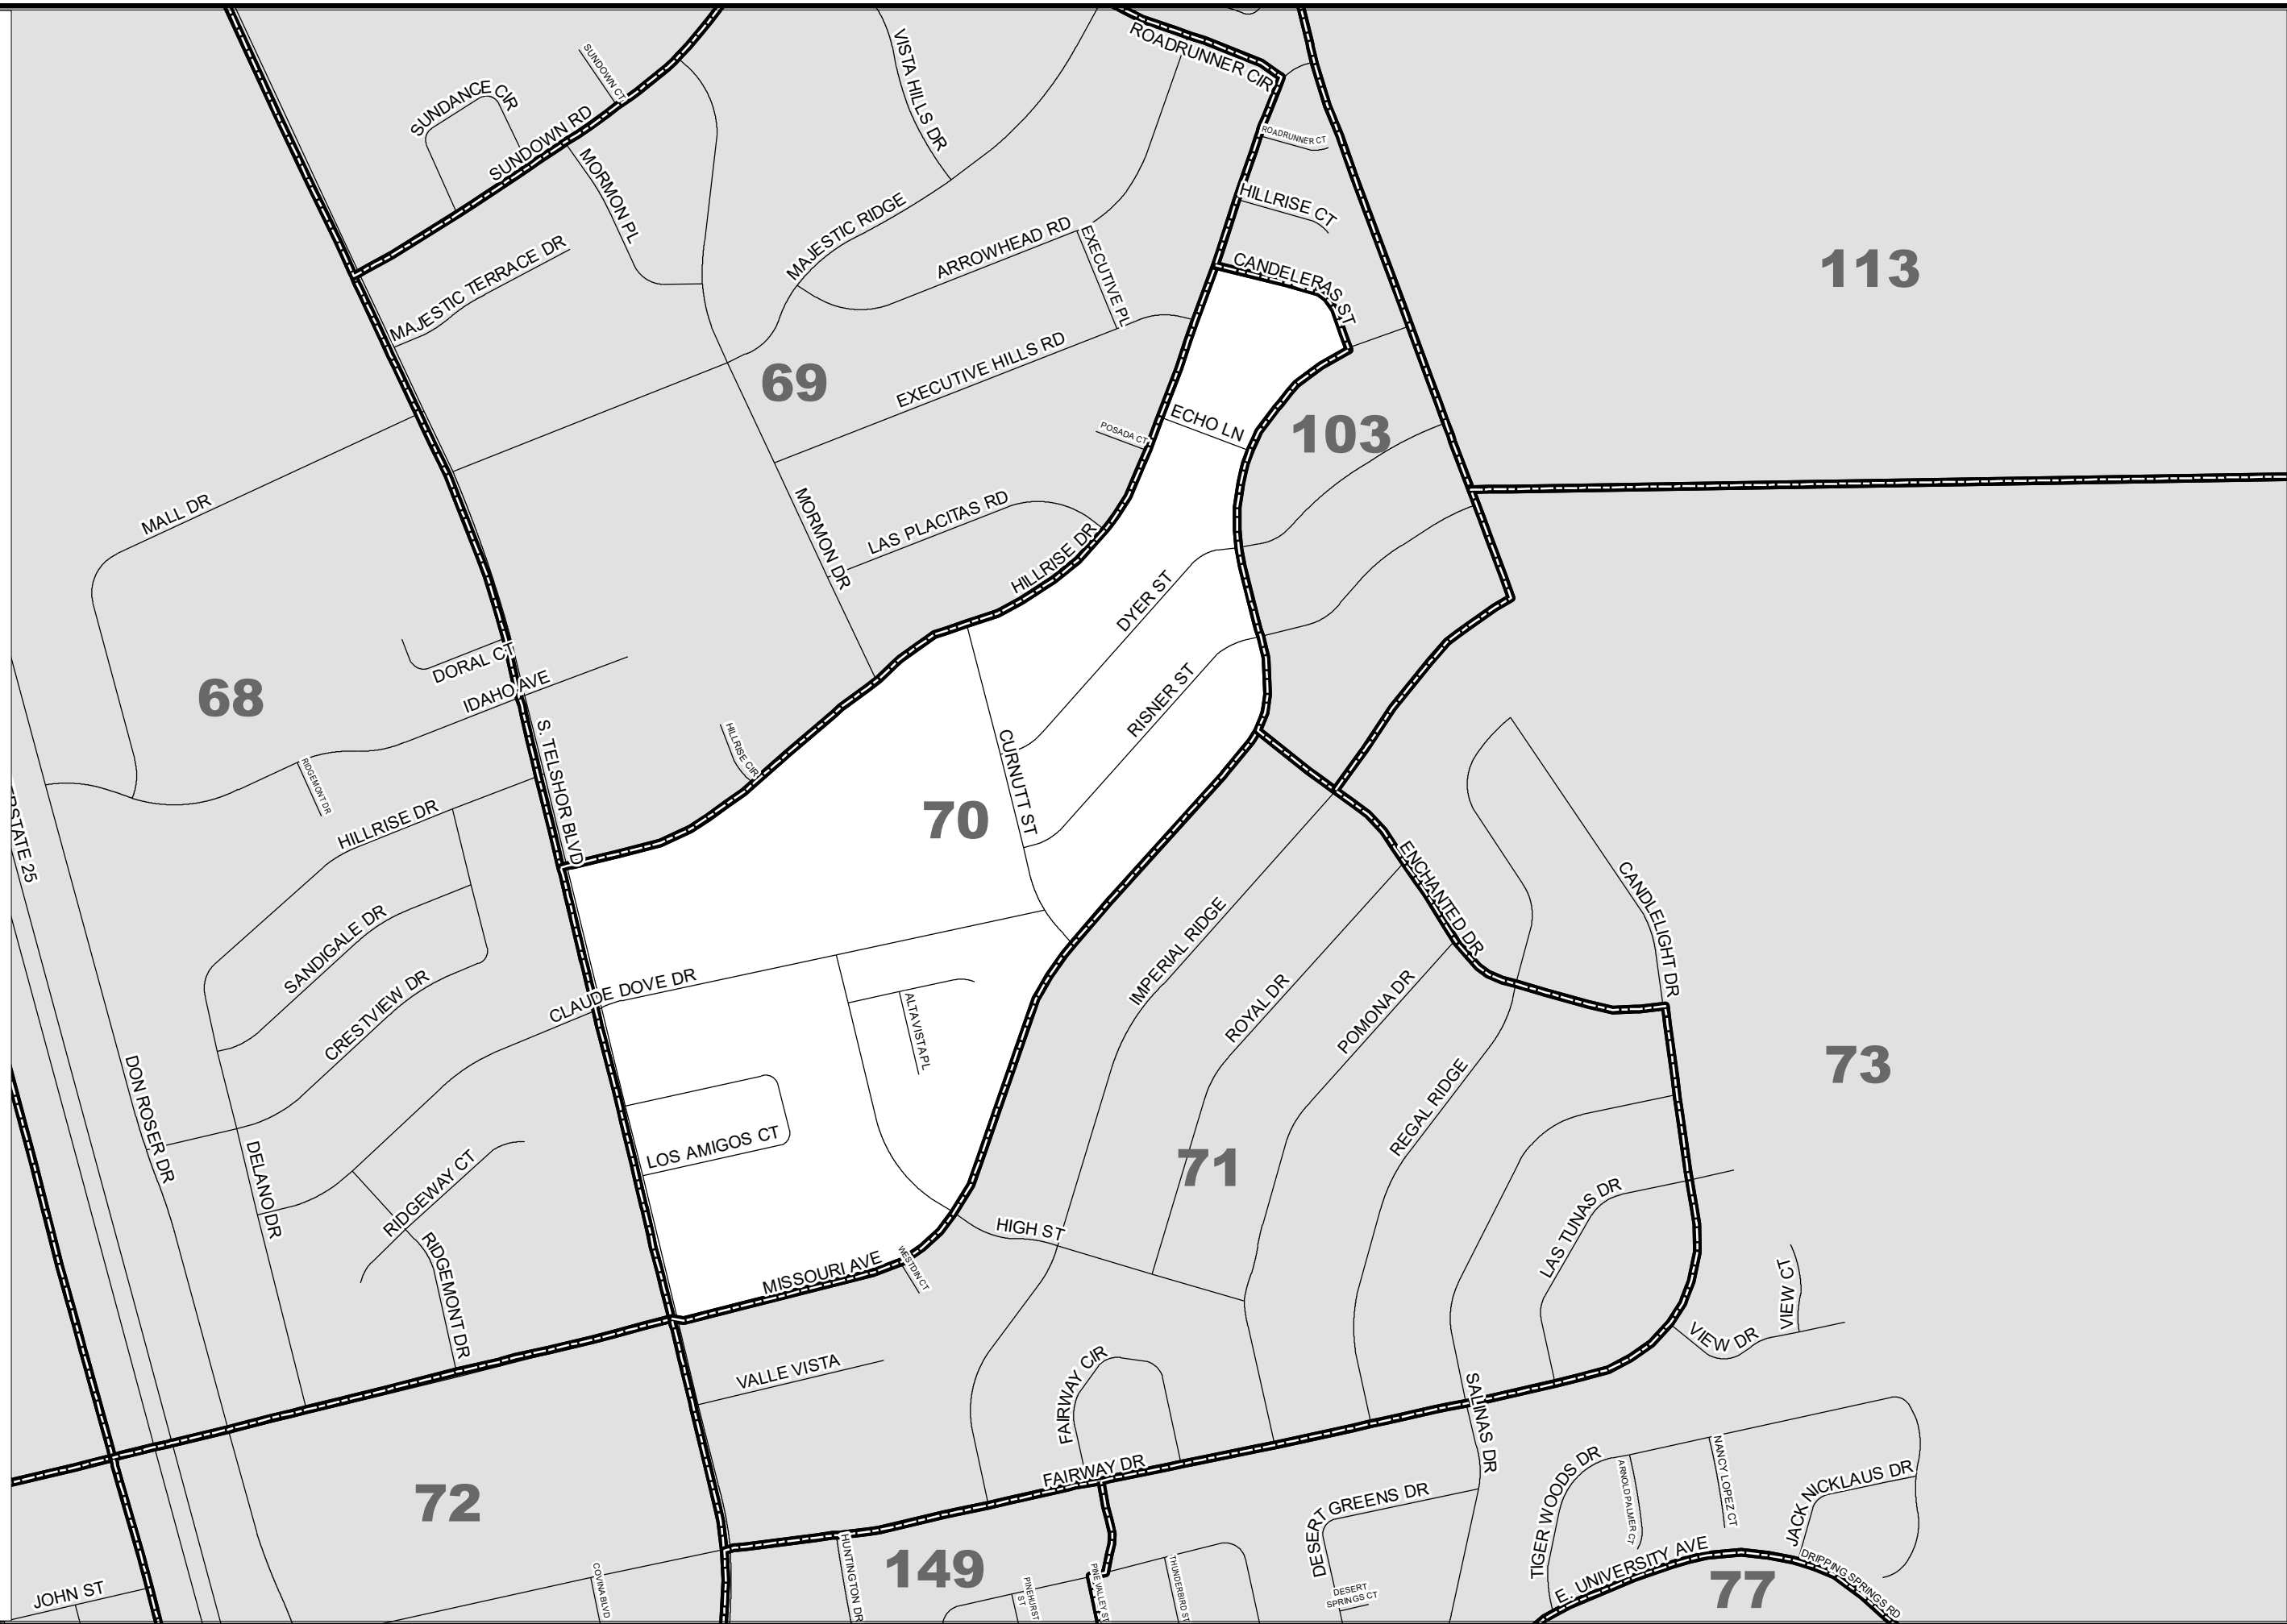 ROADRUNNER CIR
VISTA HILLS DR
SUNDOWN CT
SUNDANCE CIR
SUNDOWN RD
ROADRUNNER CT
MORMON PL
HILLRISE CT
MAJESTIC RIDGE
ARROWHEAD RD
EXECUTIVE PL
CANDELERAS ST
113
MAJESTIC TERRACE DR
69
EXECUTIVE HILLS RD
ECHO LN
POSADA CT
103
MALL DR
MORMON DR
LAS PLACITAS RD
HILLRISE DR
DYER ST
DORAL CT
IDAHO AVE
68
RISNER ST
S. TELSHOR BLVD
HILLRISE CIR
CURNUTT ST
RIDGEMONT DR
HILLRISE DR
70
RSTATE 25
ENCHANTED DR
CANDLELIGHT DR
SANDIGALE DR
IMPERIAL RIDGE
CLAUDE DOVE DR
CRESTVIEW DR
ALTA VISTA PL
ROYAL DR
POMONA DR
73
DON ROSER DR
REGAL RIDGE
LOS AMIGOS CT
71
DELANO DR
RIDGEWAY CT
LAS TUNAS DR
HIGH ST
RIDGEMONT DR
WESTDIN CT
MISSOURI AVE
VIEW CT
VIEW DR
VALLE VISTA
FAIRWAY CIR
SALINAS DR
FAIRWAY DR
72
DESERT GREENS DR
TIGER WOODS DR
ARNOLD PALMER CT
NANCY LOPEZ CT
JACK NICKLAUS DR
HUNTINGTON DR
149
E. UNIVERSITY AVE
DRIPPING SPRINGS RD
77
JOHN ST
COVINA BLVD
PINEHURST
ST
PINE VALLEY ST
THUNDERBIRD ST
DESERT
SPRINGS CT